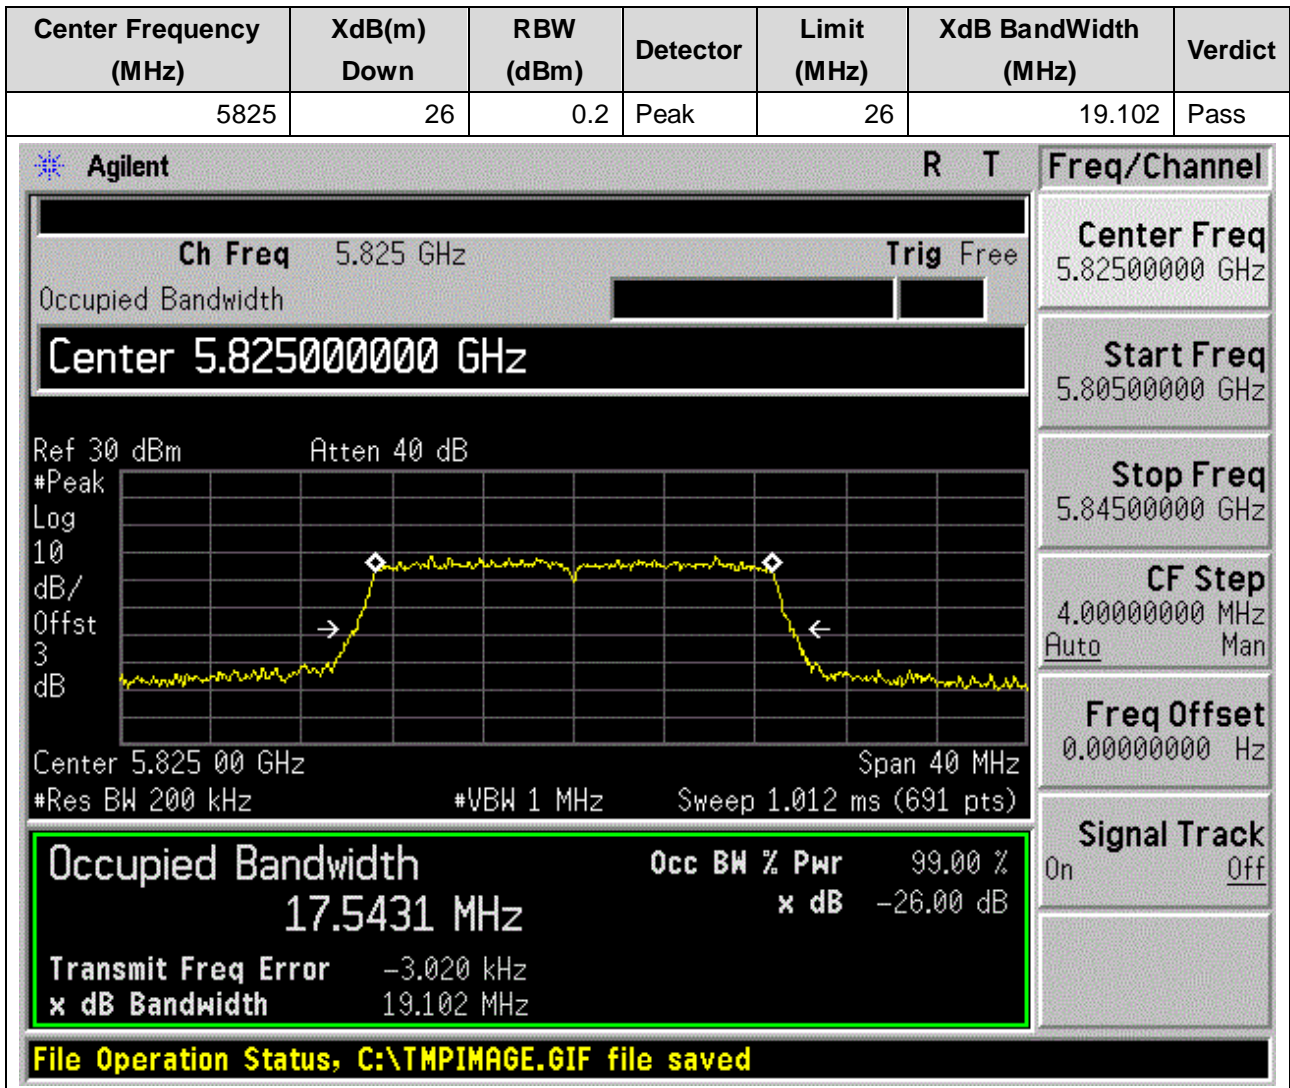 Center Frequency (MHz) XdB(m) Down RBW (dBm) Detector Limit (MHz) XdB BandWidth (MHz) Verdict
5825 26 0.2 Peak 26 19.102 Pass
Agilent R T Freq/Channel
Ch Freq 5.825 GHz Trig Free
Occupied Bandwidth
Center 5.825000000 GHz
Center Freq
5.82500000 GHz
Start Freq
5.80500000 GHz
Stop Freq
5.84500000 GHz
CF Step
4.00000000 MHz
Auto Man
Freq Offset
0.00000000 Hz
Signal Track
On Off
Ref 30 dBm Atten 40 dB
#Peak
Log
10
dB/
Offst
3
dB
Center 5.825 00 GHz Span 40 MHz
#Res BW 200 kHz #VBW 1 MHz Sweep 1.012 ms (691 pts)
Occupied Bandwidth
17.5431 MHz
Occ BW % Pwr 99.00 %
x dB -26.00 dB
Transmit Freq Error -3.020 kHz
x dB Bandwidth 19.102 MHz
File Operation Status, C:\TMPIMAGE.GIF file saved